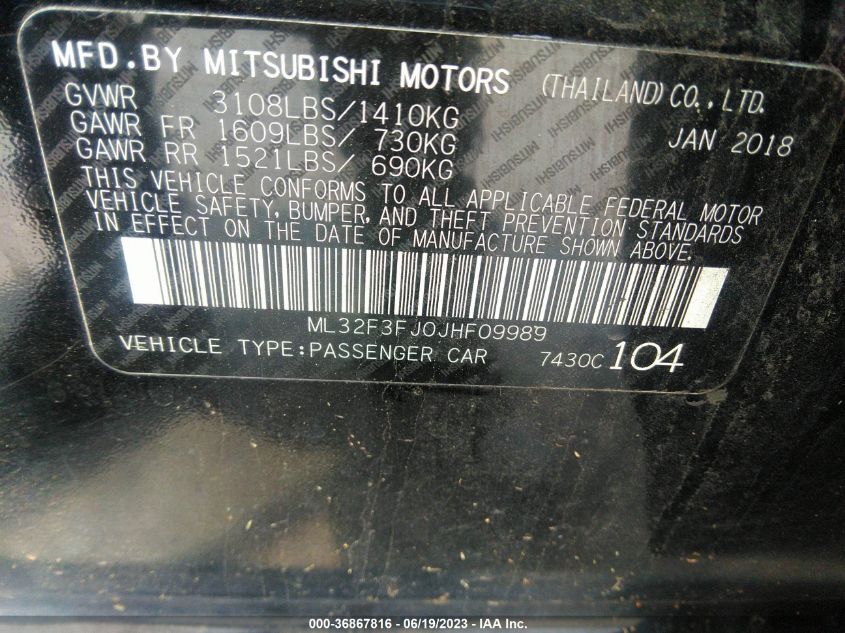 MFD.BY MITSUBISHI MOTORS (THAILAND) CO.,LTD.
GVWR 3108LBS/1410KG JAN 2018
GAWR FR 1609LBS/ 730KG
GAWR RR 1521LBS/ 690KG
THIS VEHICLE CONFORMS TO ALL APPLICABLE FEDERAL MOTOR
VEHICLE SAFETY, BUMPER, AND THEFT PREVENTION STANDARDS
IN EFFECT ON THE DATE OF MANUFACTURE SHOWN ABOVE.
ML32F3FJ0JHF09989
VEHICLE TYPE:PASSENGER CAR 7430C 104
000-36867816 - 06/19/2023 - IAA Inc.